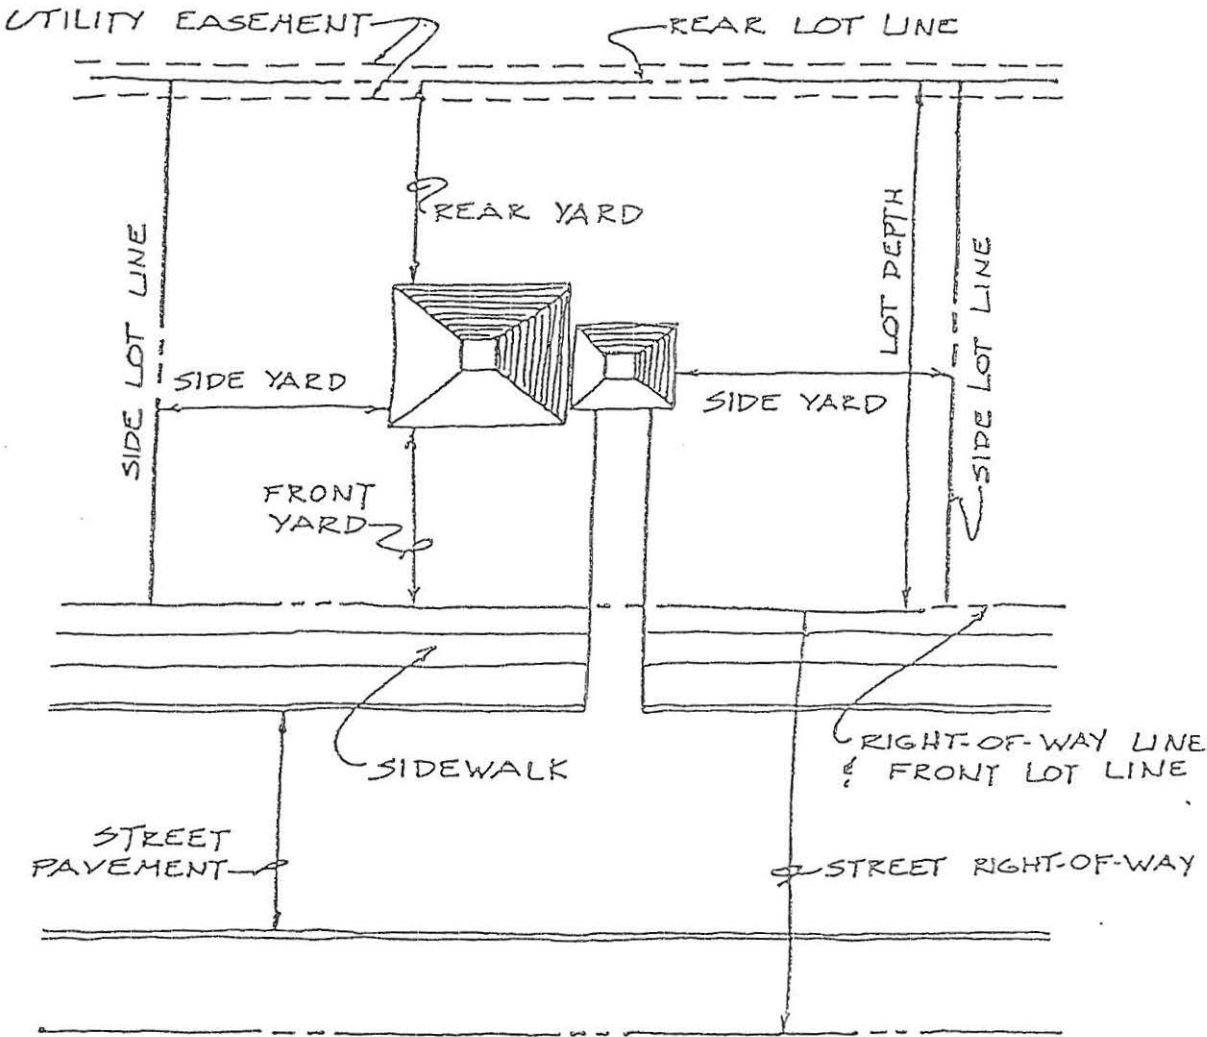 UTILITY EASEMENT
REAR LOT LINE
REAR YARD
SIDE LOT LINE
LOT DEPTH
SIDE LOT LINE
SIDE YARD
SIDE YARD
FRONT
YARD
SIDEWALK
RIGHT-OF-WAY LINE
& FRONT LOT LINE
STREET
PAVEMENT
STREET RIGHT-OF-WAY